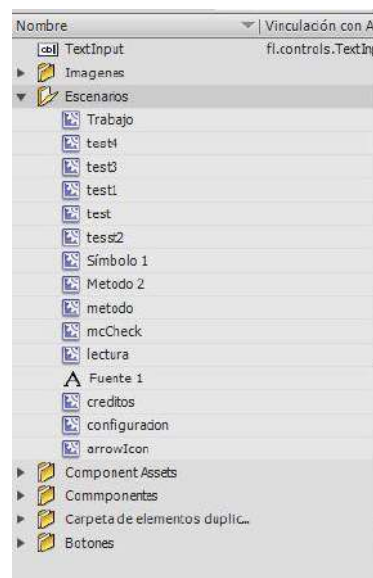 Nombre Vinculación con A
TextInput fl.controls.TextInp
Imagenes
Escenarios
Trabajo
test4
test3
test1
test
tesst2
Símbolo 1
Metodo 2
metodo
mcCheck
lectura
Fuente 1
creditos
configuracion
arrowIcon
Component Assets
Commponentes
Carpeta de elementos duplic...
Botones